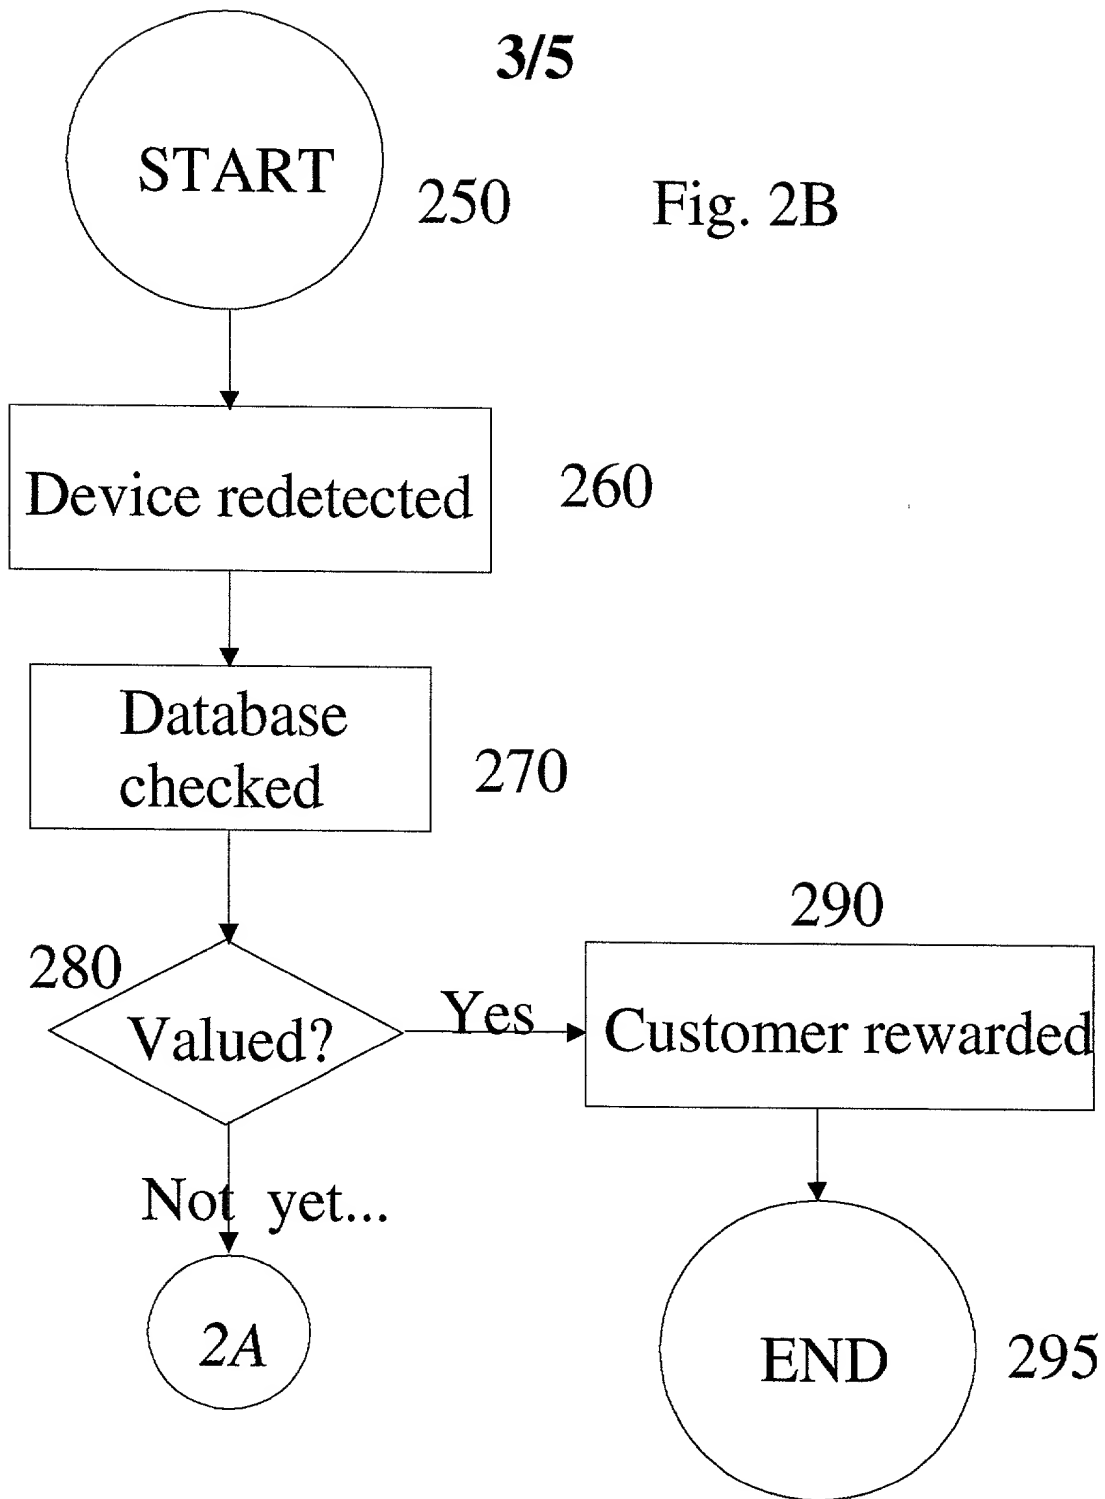 3/5
START
250
Fig. 2B
Device redetected
260
Database
checked
270
280
Valued?
Yes
290
Customer rewarded
Not yet...
2A
END
295